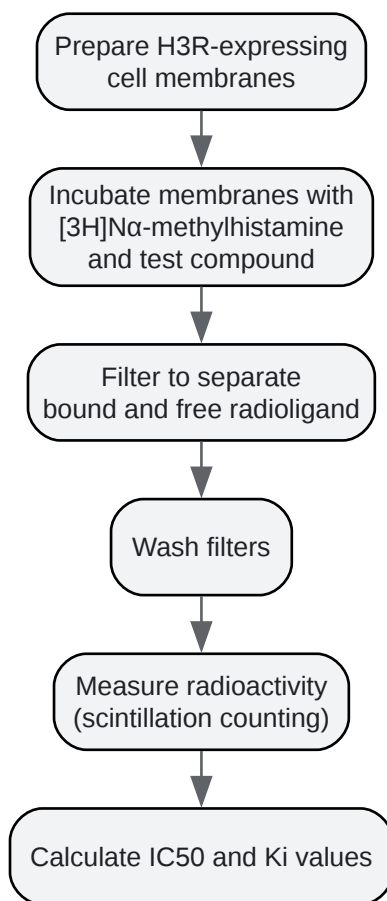 Prepare H3R-expressing
cell membranes
Incubate membranes with
[3H]Nα-methylhistamine
and test compound
Filter to separate
bound and free radioligand
Wash filters
Measure radioactivity
(scintillation counting)
Calculate IC50 and Ki values